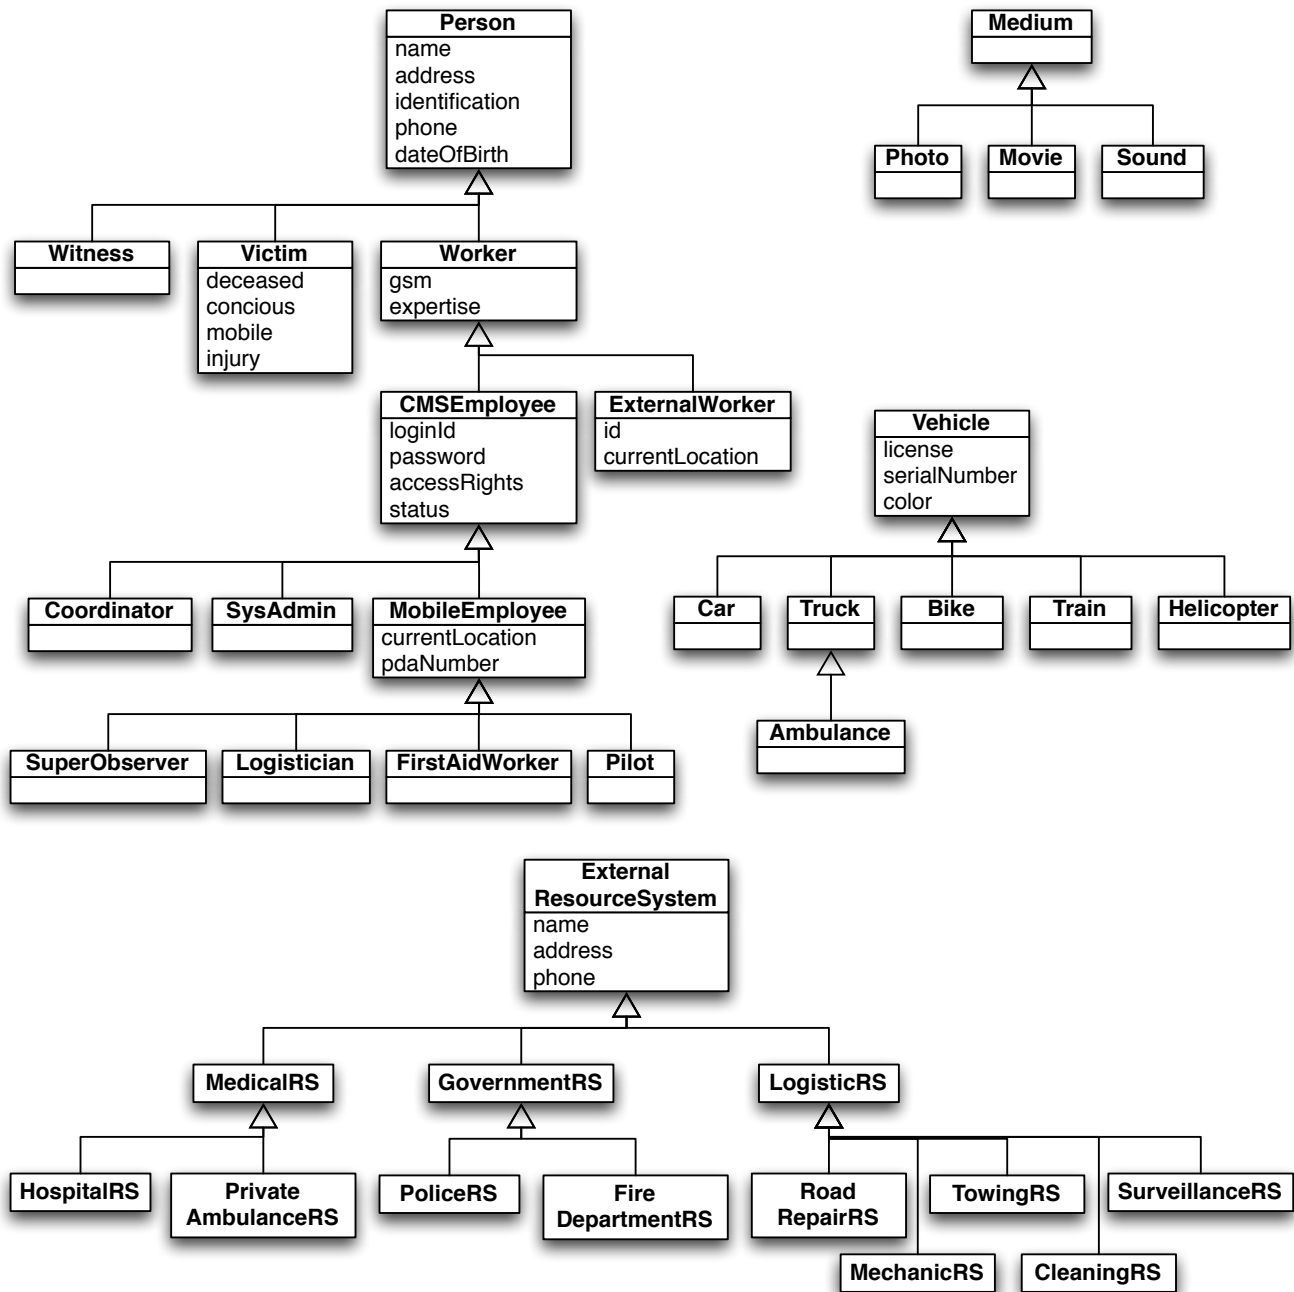 Person
name
address
identification
phone
dateOfBirth
Medium
Photo
Movie
Sound
Witness
Victim
deceased
concious
mobile
injury
Worker
gsm
expertise
CMSEmployee
loginId
password
accessRights
status
ExternalWorker
id
currentLocation
Vehicle
license
serialNumber
color
Coordinator
SysAdmin
MobileEmployee
currentLocation
pdaNumber
Car
Truck
Bike
Train
Helicopter
Ambulance
SuperObserver
Logistician
FirstAidWorker
Pilot
External
ResourceSystem
name
address
phone
MedicalRS
GovernmentRS
LogisticRS
HospitalRS
Private
AmbulanceRS
PoliceRS
Fire
DepartmentRS
Road
RepairRS
TowingRS
SurveillanceRS
MechanicRS
CleaningRS